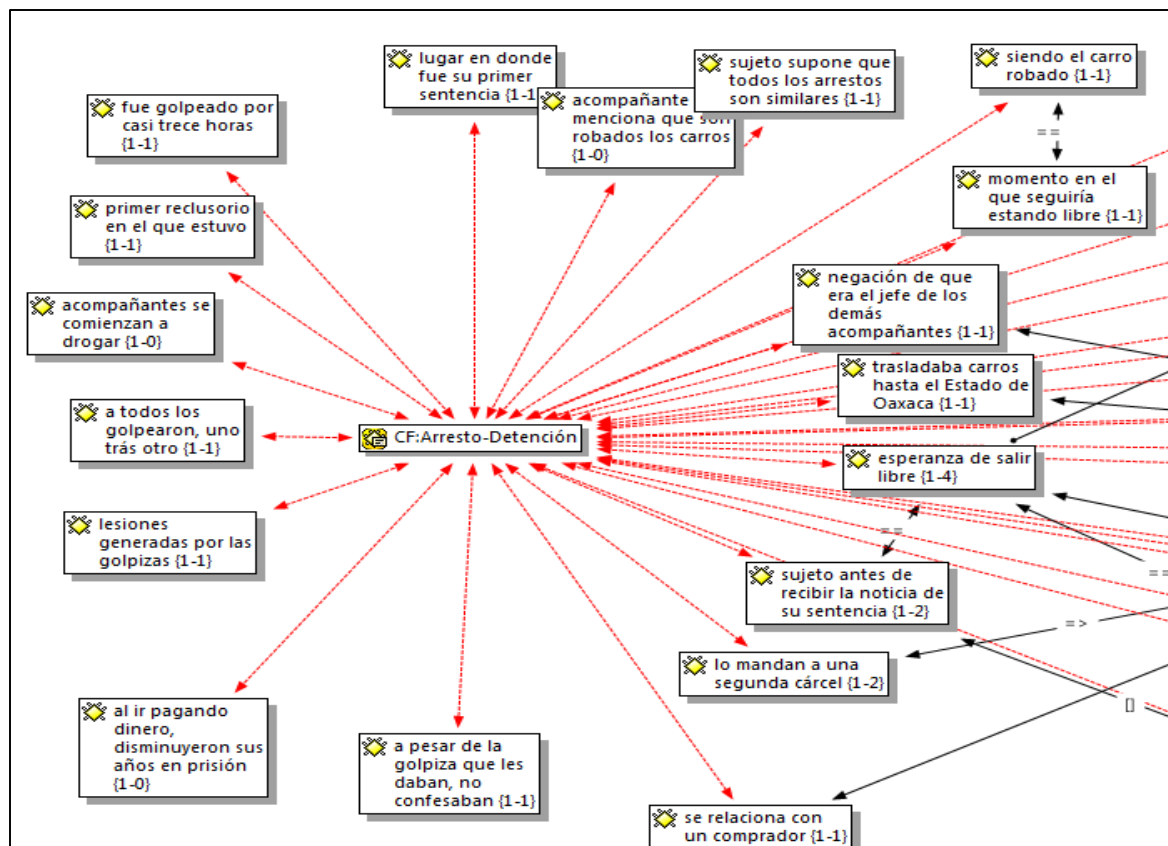 lugar en donde
fue su primer
sentencia {1-1
sujeto supone que
todos los arrestos
son similares {1-1}
siendo el carro
robado {1-1}
fue golpeado por
casi trece horas
{1-1}
acompañante
menciona que son
robados los carros
{1-0}
==
momento en el
que seguiría
estando libre {1-1}
primer reclusorio
en el que estuvo
{1-1}
negación de que
era el jefe de los
demás
acompañantes {1-1}
acompañantes se
comienzan a
drogar {1-0}
trasladaba carros
hasta el Estado de
Oaxaca {1-1}
a todos los
golpearon, uno
trás otro {1-1}
CF:Arresto-Detención
esperanza de salir
libre {1-4}
lesiones
generadas por las
golpizas {1-1}
==
==
sujeto antes de
recibir la noticia de
su sentencia {1-2}
=>
lo mandan a una
segunda cárcel {1-2}
[]
al ir pagando
dinero,
disminuyeron sus
años en prisión
{1-0}
a pesar de la
golpiza que les
daban, no
confesaban {1-1}
se relaciona con
un comprador {1-1}